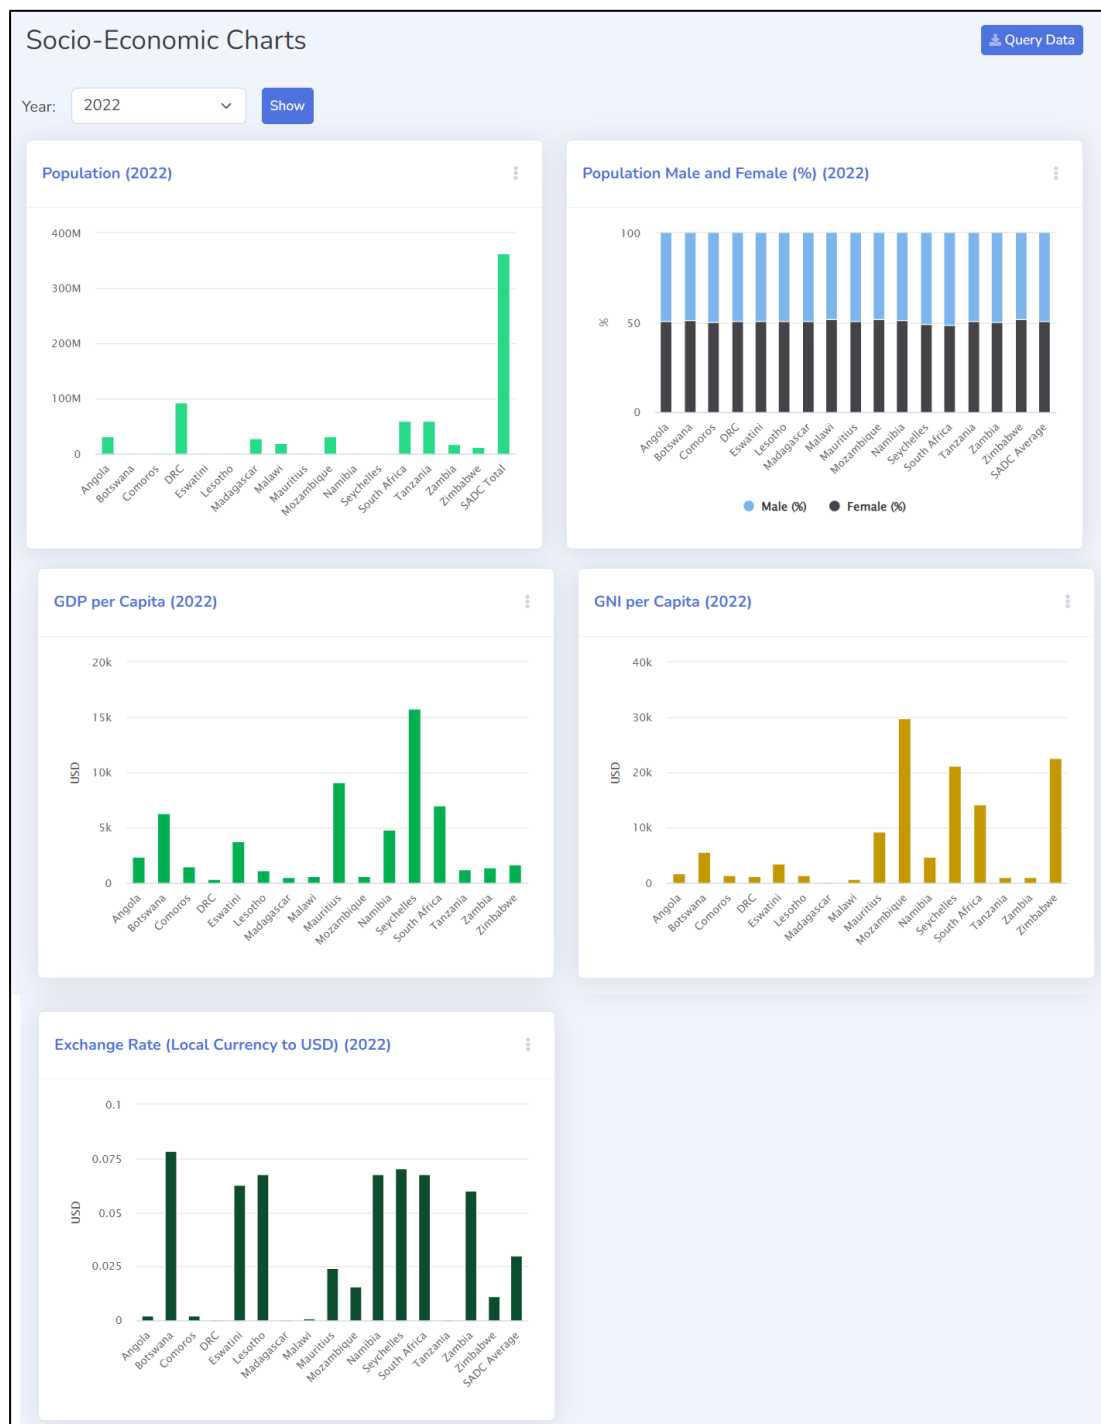 Socio-Economic Charts
Query Data
Year: 2022 Show
Population (2022)
400M
300M
200M
100M
0
Angola Botswana Comoros DRC Eswatini Lesotho Madagascar Malawi Mauritius Mozambique Namibia Seychelles South Africa Tanzania Zambia Zimbabwe SADC Total
Population Male and Female (%) (2022)
100
50
0
%
Angola Botswana Comoros DRC Eswatini Lesotho Madagascar Malawi Mauritius Mozambique Namibia Seychelles South Africa Tanzania Zambia Zimbabwe SADC Average
Male (%) Female (%)
GDP per Capita (2022)
20k
15k
10k
5k
0
USD
Angola Botswana Comoros DRC Eswatini Lesotho Madagascar Malawi Mauritius Mozambique Namibia Seychelles South Africa Tanzania Zambia Zimbabwe
GNI per Capita (2022)
40k
30k
20k
10k
0
USD
Angola Botswana Comoros DRC Eswatini Lesotho Madagascar Malawi Mauritius Mozambique Namibia Seychelles South Africa Tanzania Zambia Zimbabwe
Exchange Rate (Local Currency to USD) (2022)
0.1
0.075
0.05
0.025
0
USD
Angola Botswana Comoros DRC Eswatini Lesotho Madagascar Malawi Mauritius Mozambique Namibia Seychelles South Africa Tanzania Zambia Zimbabwe SADC Average